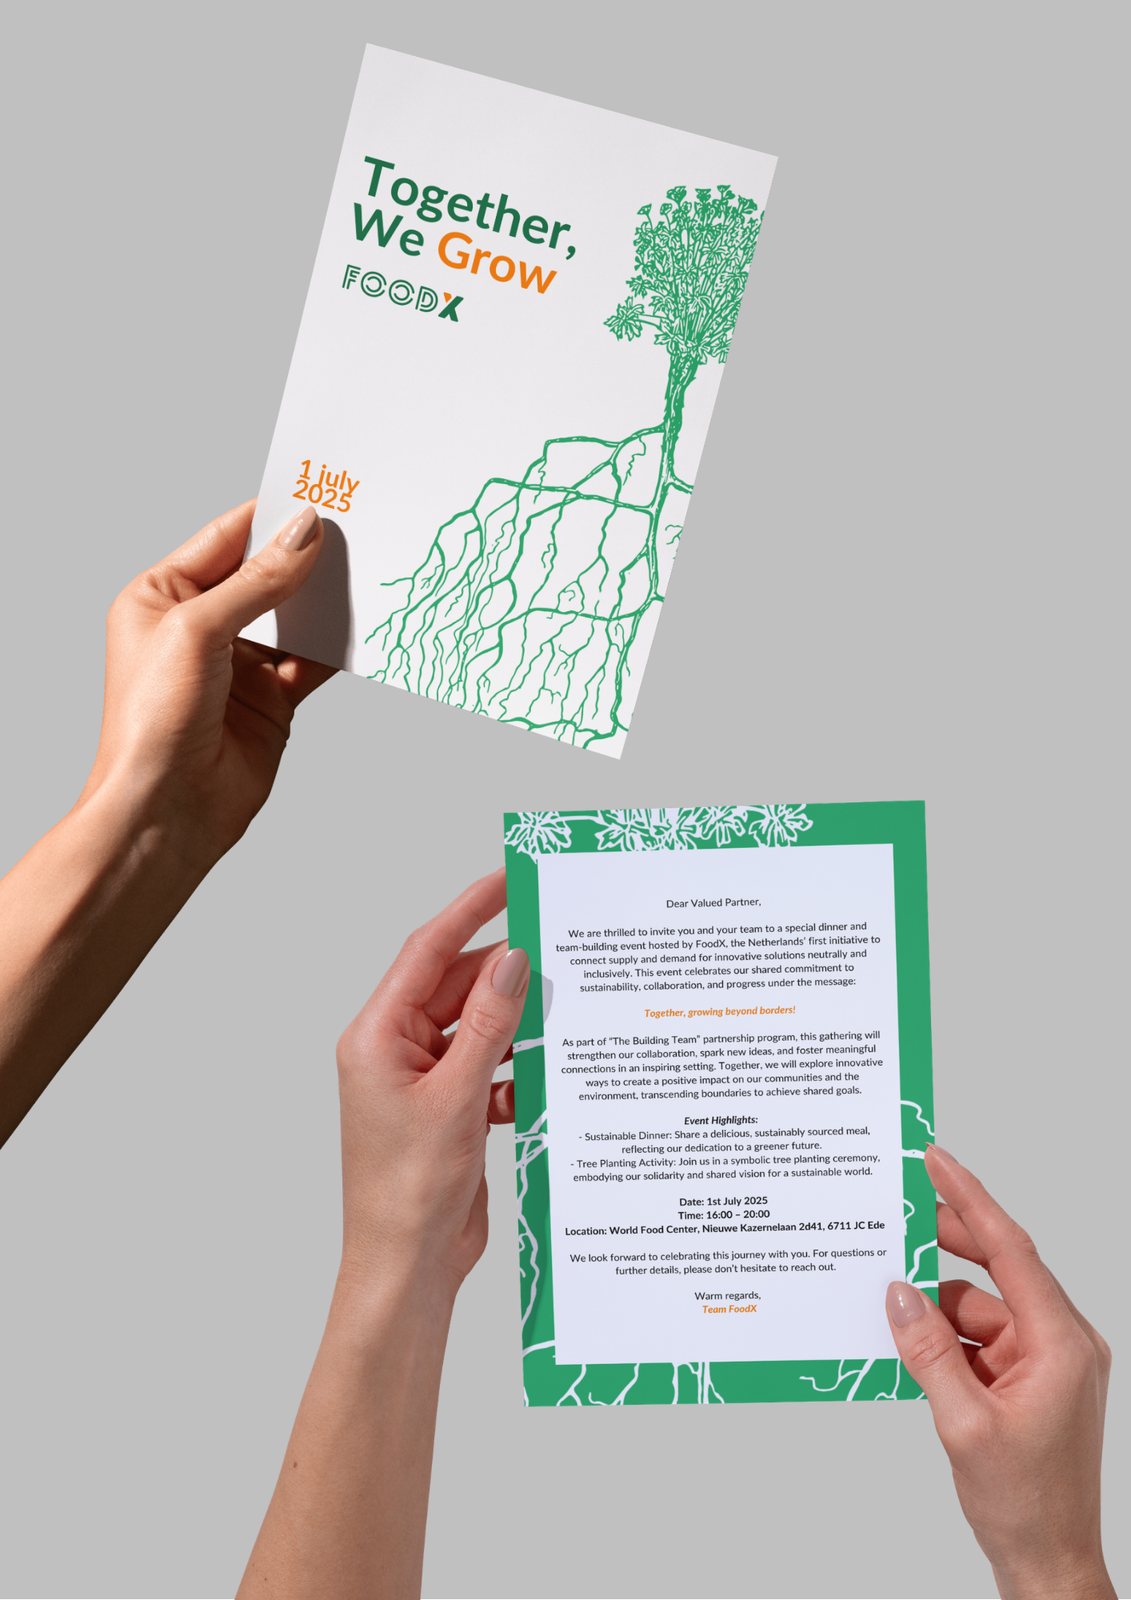 Together,
We Grow
FOODX
1 july
2025
Dear Valued Partner,
We are thrilled to invite you and your team to a special dinner and
team-building event hosted by FoodX, the Netherlands' first initiative to
connect supply and demand for innovative solutions neutrally and
inclusively. This event celebrates our shared commitment to
sustainability, collaboration, and progress under the message:
Together, growing beyond borders!
As part of "The Building Team" partnership program, this gathering will
strengthen our collaboration, spark new ideas, and foster meaningful
connections in an inspiring setting. Together, we will explore innovative
ways to create a positive impact on our communities and the
environment, transcending boundaries to achieve shared goals.
Event Highlights:
- Sustainable Dinner: Share a delicious, sustainably sourced meal,
reflecting our dedication to a greener future.
- Tree Planting Activity: Join us in a symbolic tree planting ceremony,
embodying our solidarity and shared vision for a sustainable world.
Date: 1st July 2025
Time: 16:00 – 20:00
Location: World Food Center, Nieuwe Kazernelaan 2d41, 6711 JC Ede
We look forward to celebrating this journey with you. For questions or
further details, please don't hesitate to reach out.
Warm regards,
Team FoodX